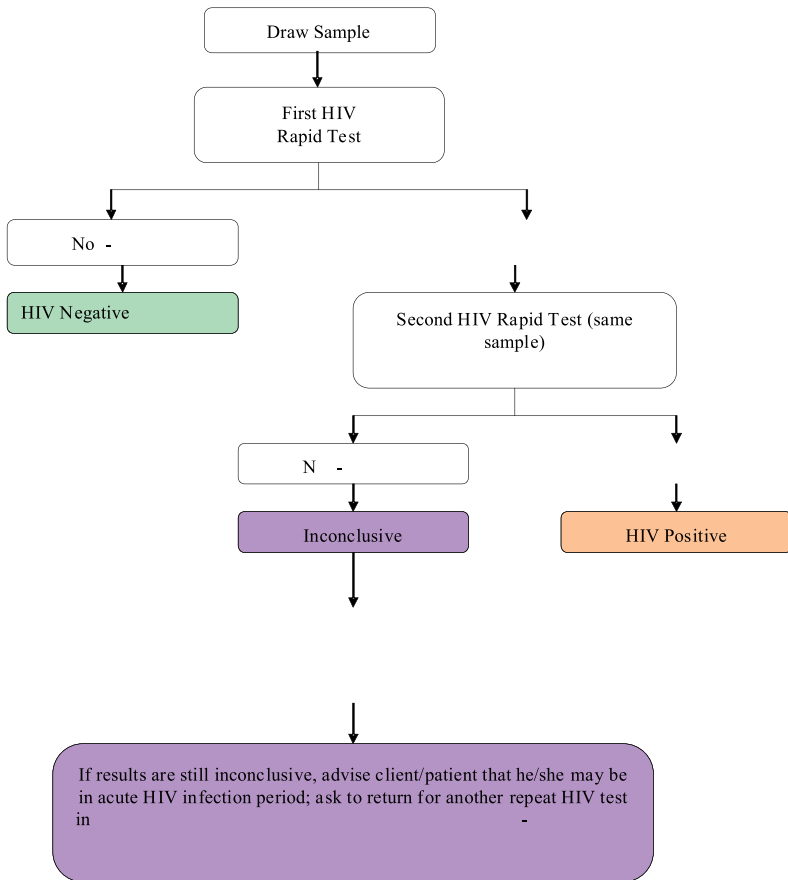 Draw Sample
First HIV
Rapid Test
No -
HIV Negative
Second HIV Rapid Test (same
sample)
N -
Inconclusive
HIV Positive
If results are still inconclusive, advise client/patient that he/she may be
in acute HIV infection period; ask to return for another repeat HIV test
in -